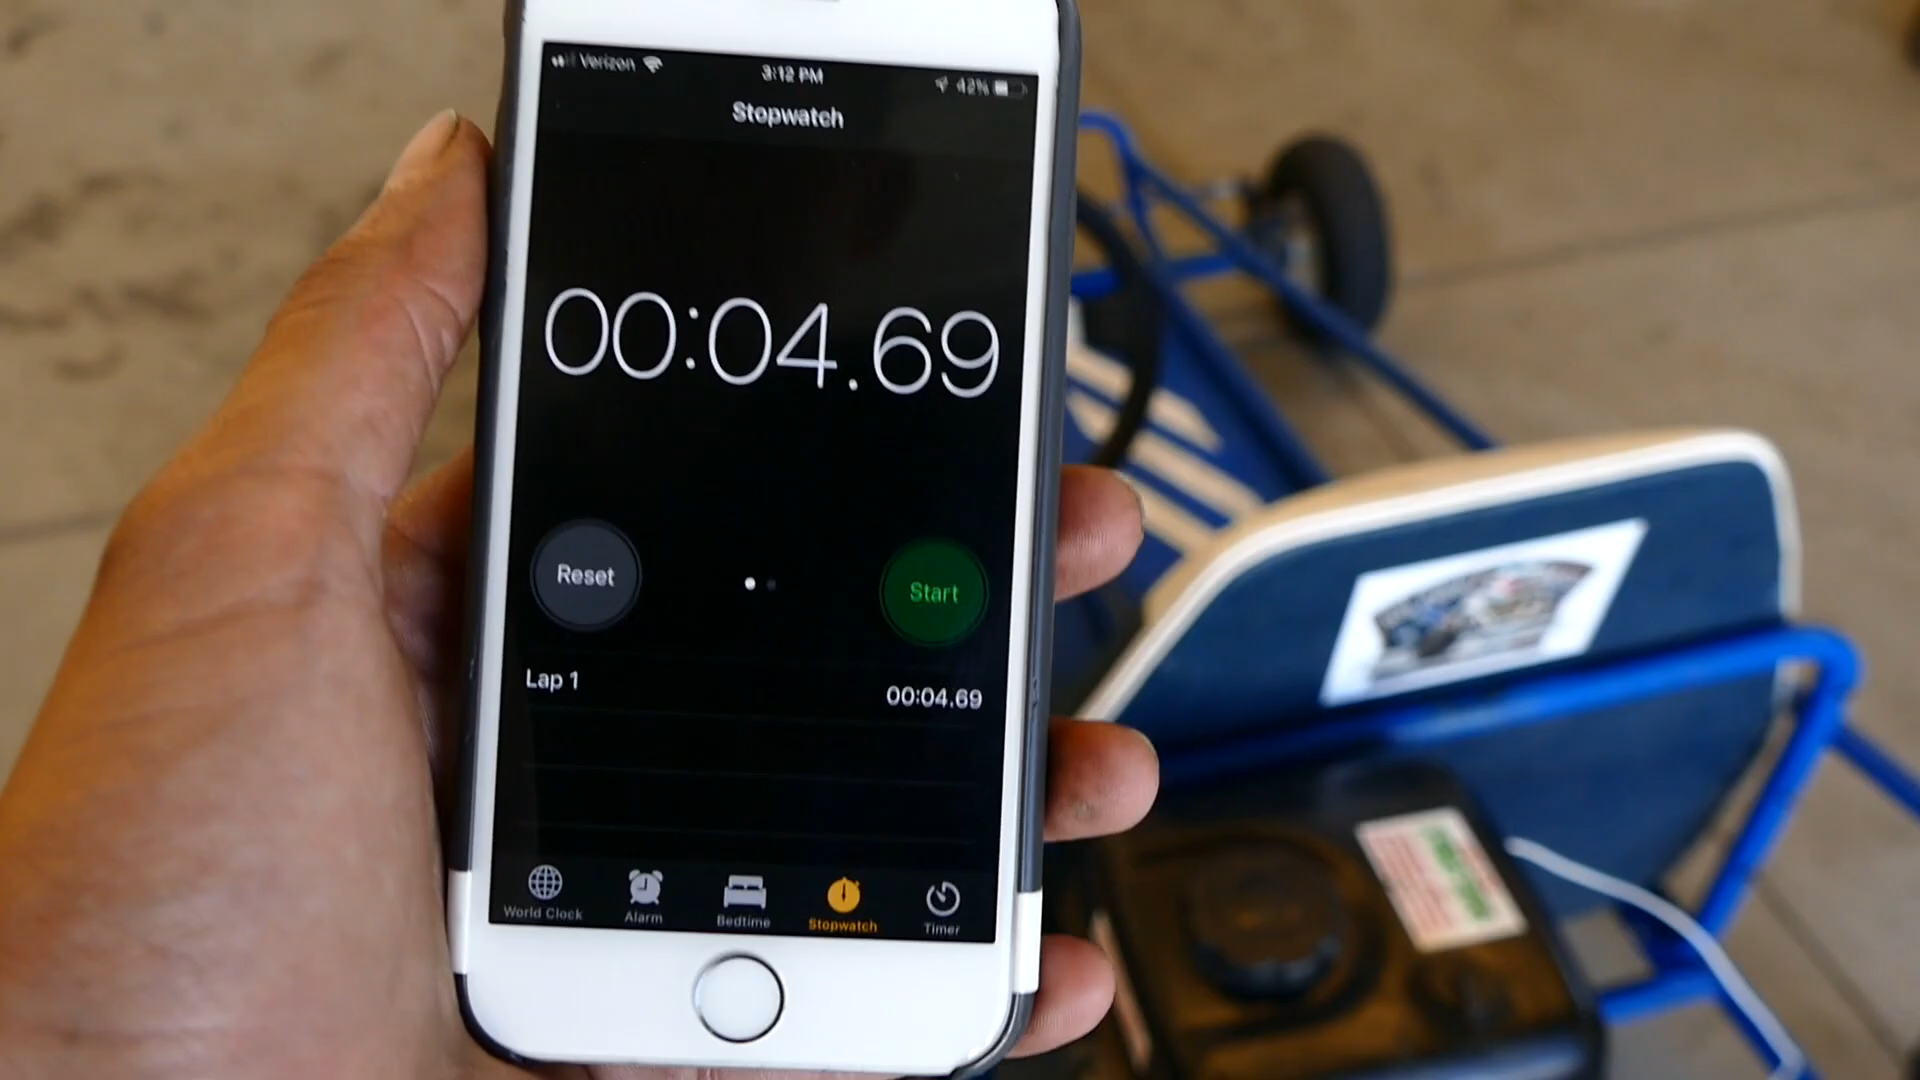 Verizon 3:12 PM 42%
Stopwatch
00:04.69
Reset Start
Lap 1 00:04.69
World Clock Alarm Bedtime Stopwatch Timer